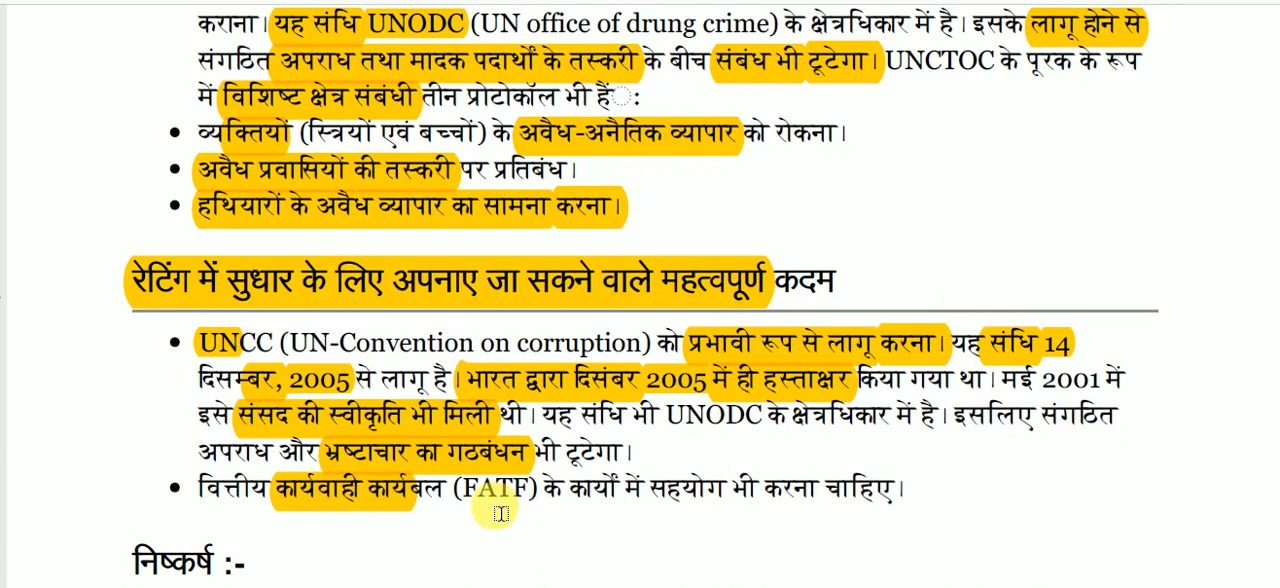 कराना। यह संधि UNODC (UN office of drung crime) के क्षेत्रधिकार में है। इसके लागू होने से
संगठित अपराध तथा मादक पदार्थों के तस्करी के बीच संबंध भी टूटेगा। UNCTOC के पूरक के रूप
में विशिष्ट क्षेत्र संबंधी तीन प्रोटोकॉल भी हैं◌ः
• व्यक्तियों (स्त्रियों एवं बच्चों) के अवैध-अनैतिक व्यापार को रोकना।
• अवैध प्रवासियों की तस्करी पर प्रतिबंध।
• हथियारों के अवैध व्यापार का सामना करना।
रेटिंग में सुधार के लिए अपनाए जा सकने वाले महत्वपूर्ण कदम
• UNCC (UN-Convention on corruption) को प्रभावी रूप से लागू करना। यह संधि 14
दिसम्बर, 2005 से लागू है। भारत द्वारा दिसंबर 2005 में ही हस्ताक्षर किया गया था। मई 2001 में
इसे संसद की स्वीकृति भी मिली थी। यह संधि भी UNODC के क्षेत्रधिकार में है। इसलिए संगठित
अपराध और भ्रष्टाचार का गठबंधन भी टूटेगा।
• वित्तीय कार्यवाही कार्यबल (FATF) के कार्यों में सहयोग भी करना चाहिए।
निष्कर्ष :-